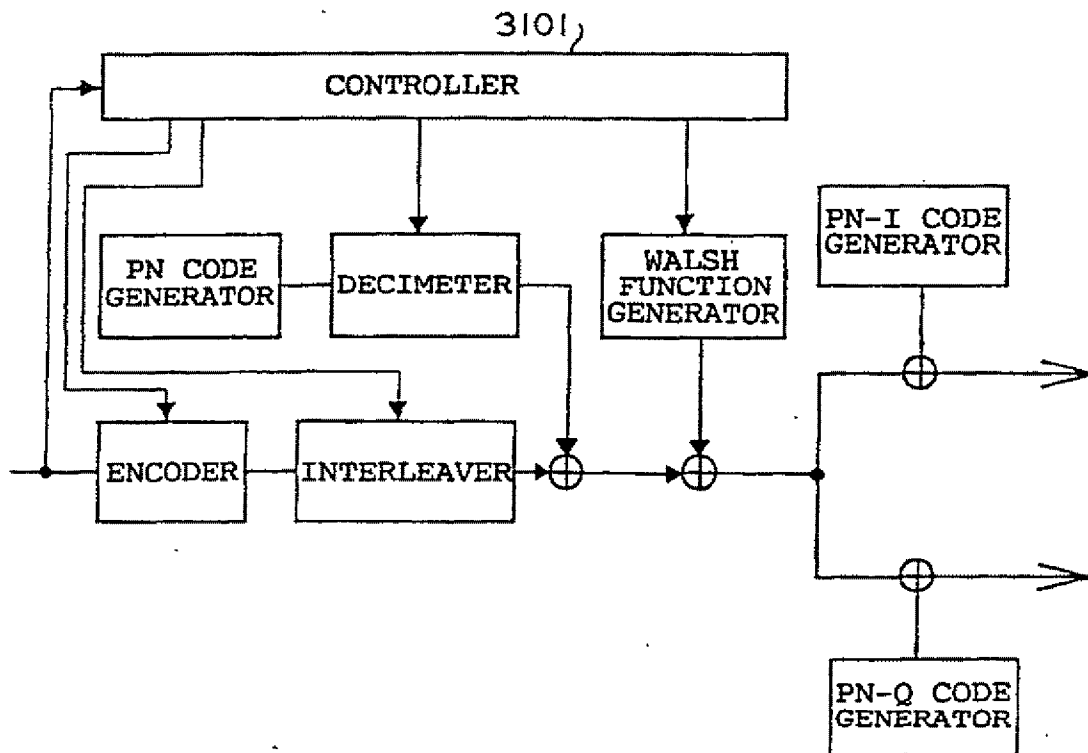 3101
CONTROLLER
PN-I CODE
GENERATOR
PN CODE
GENERATOR
DECIMETER
WALSH
FUNCTION
GENERATOR
ENCODER
INTERLEAVER
PN-Q CODE
GENERATOR